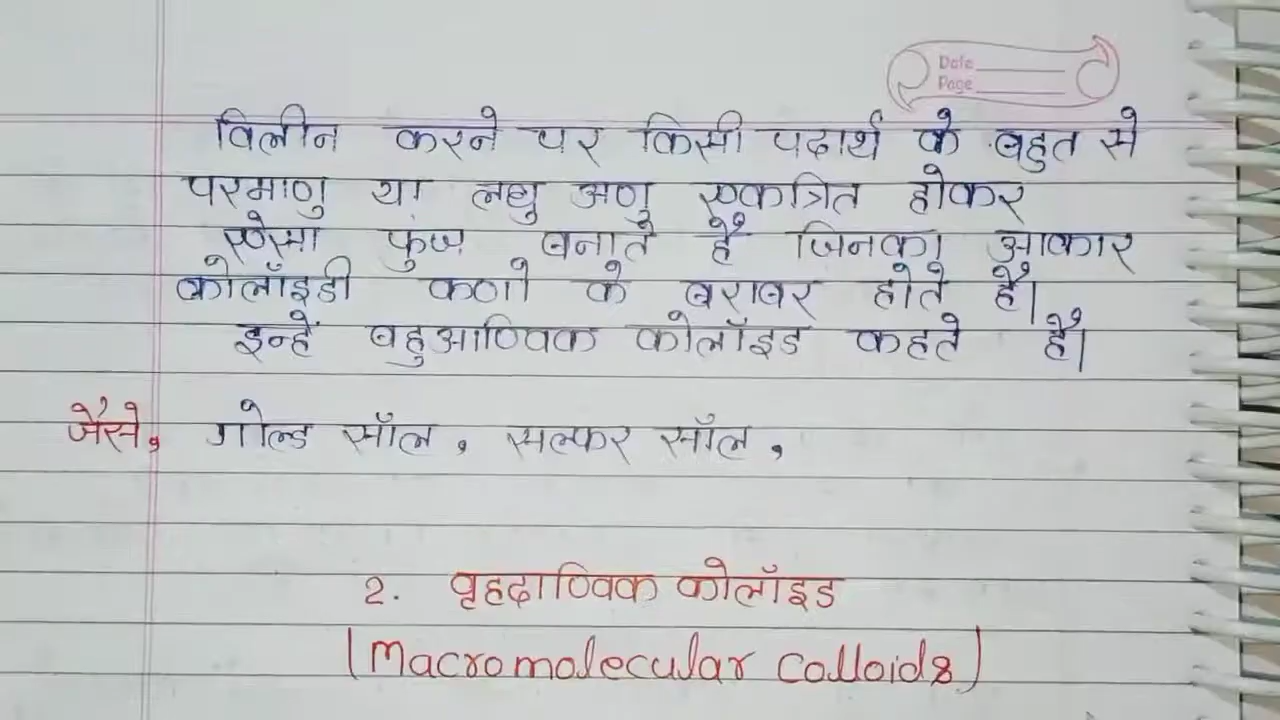 Date
Page
विलीन करने पर किसी पदार्थ के बहुत से
परमाणु या लघु अणु एकत्रित होकर
ऐसा पुंज बनाते हैं जिनका आकार
कोलॉइडी कणो के बराबर होते हैं।
इन्हें बहुआण्विक कोलॉइड कहते हैं।
जैसे, गोल्ड सॉल, सल्फर सॉल,
2. वृहदाण्विक कोलॉइड
(Macromolecular Colloids)